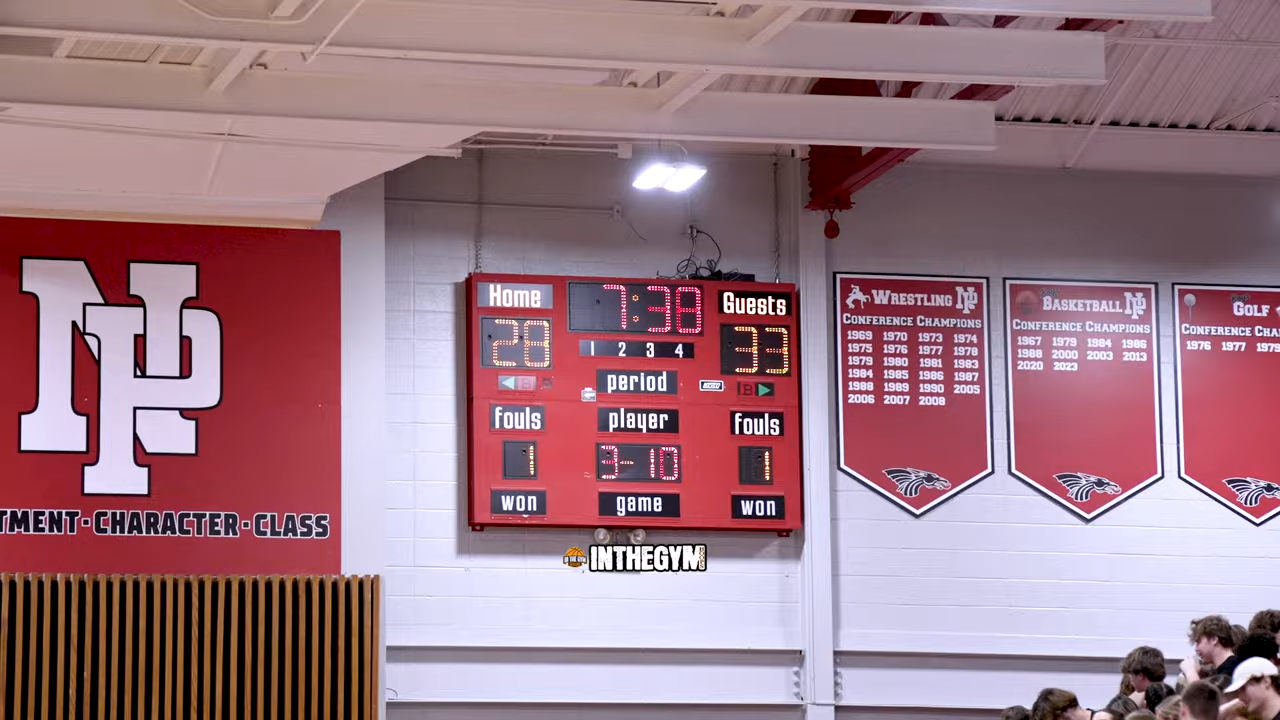 NP
TMENT·CHARACTER·CLASS
Home
7:38
Guests
28
33
1 2 3 4
B
period
B
fouls
player
fouls
1
3-10
1
won
game
won
INTHEGYM
WRESTLING NP
CONFERENCE CHAMPIONS
1969 1970 1973 1974
1975 1976 1977 1978
1979 1980 1981 1983
1984 1985 1986 1987
1988 1989 1990 2005
2006 2007 2008
BASKETBALL NP
CONFERENCE CHAMPIONS
1967 1979 1984 1986
1988 2000 2003 2013
2020 2023
GOLF
CONFERENCE CHA
1976 1977 1979